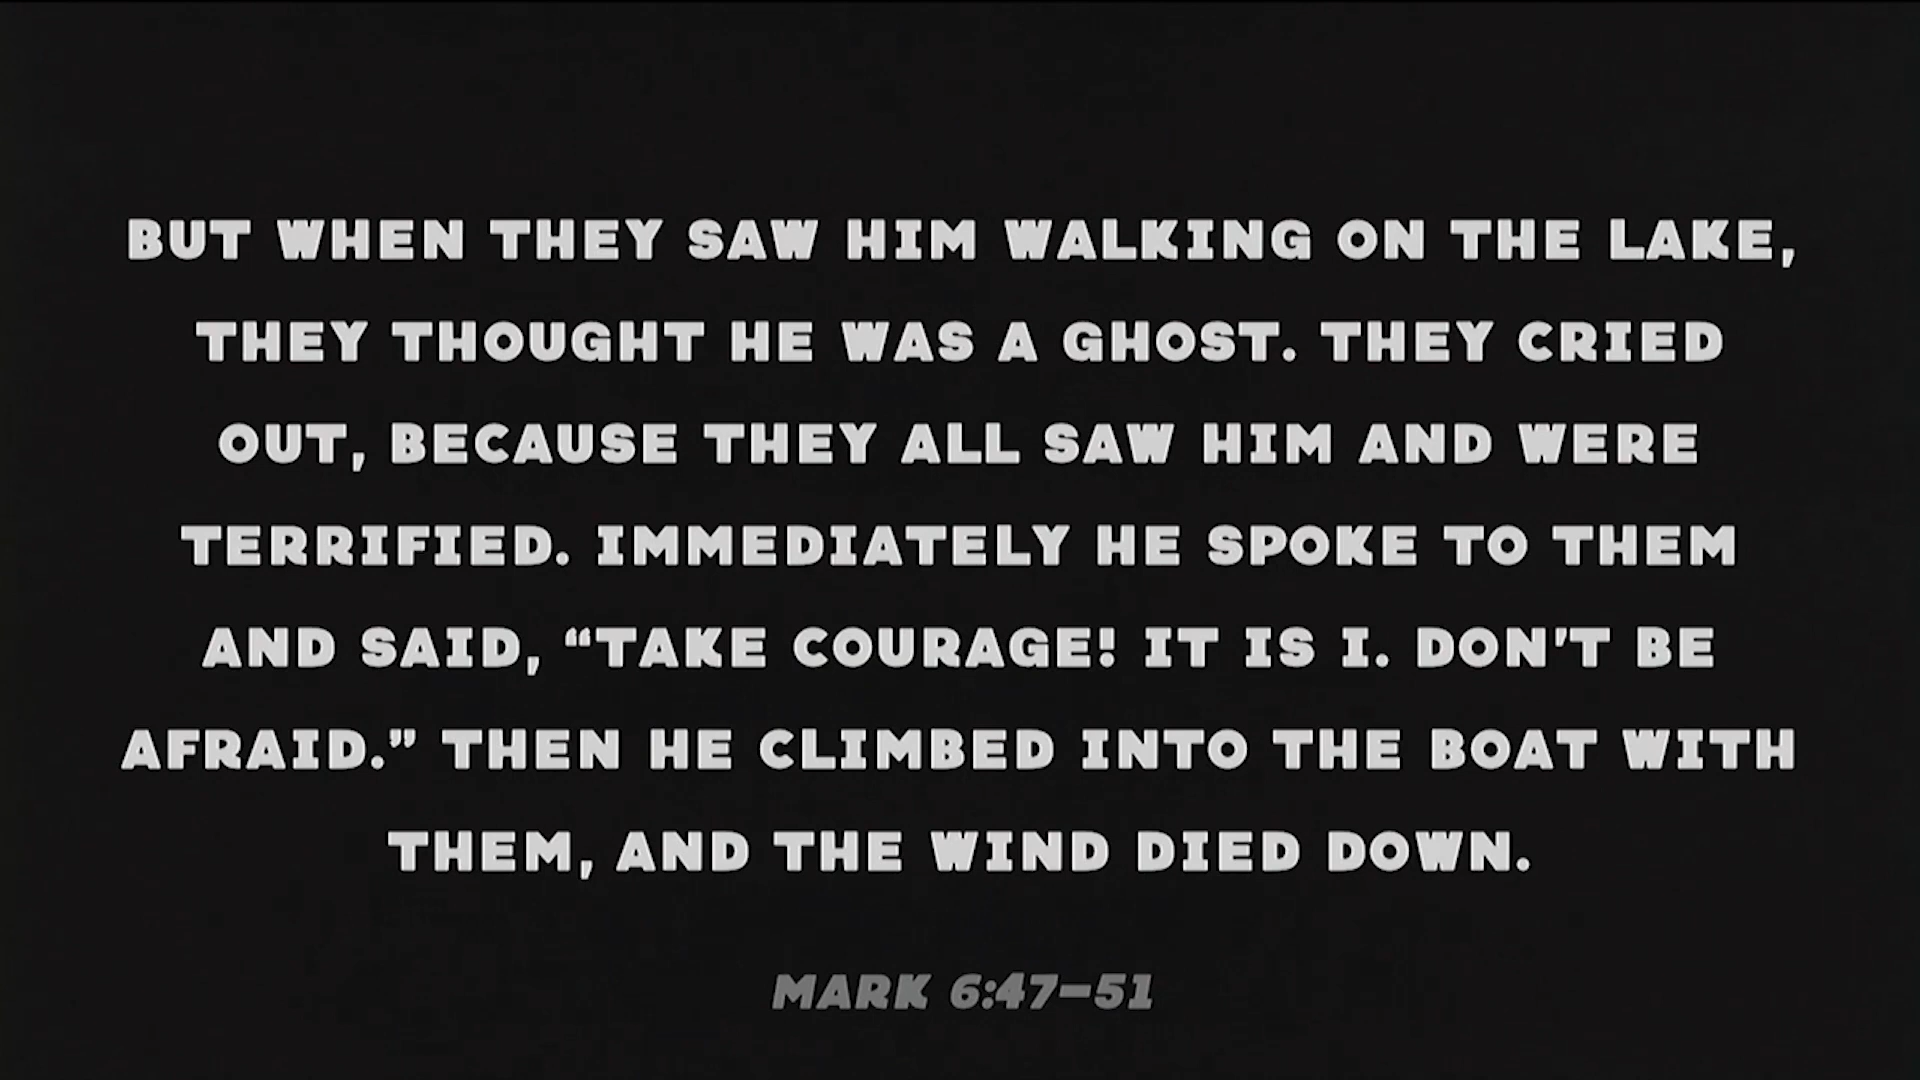 BUT WHEN THEY SAW HIM WALKING ON THE LAKE,
THEY THOUGHT HE WAS A GHOST. THEY CRIED
OUT, BECAUSE THEY ALL SAW HIM AND WERE
TERRIFIED. IMMEDIATELY HE SPOKE TO THEM
AND SAID, “TAKE COURAGE! IT IS I. DON'T BE
AFRAID.” THEN HE CLIMBED INTO THE BOAT WITH
THEM, AND THE WIND DIED DOWN.
MARK 6:47–51